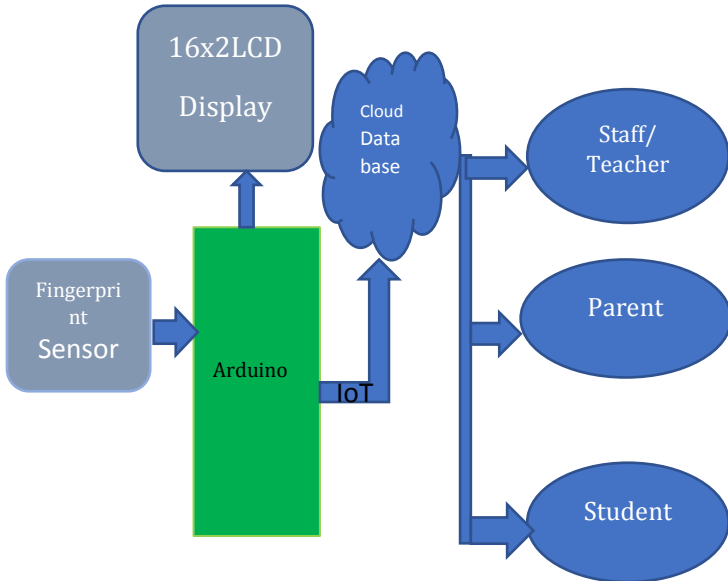 16x2LCD
Display
Cloud
Data
base
Staff/
Teacher
Fingerpri
nt
Sensor
Arduino
IoT
Parent
Student